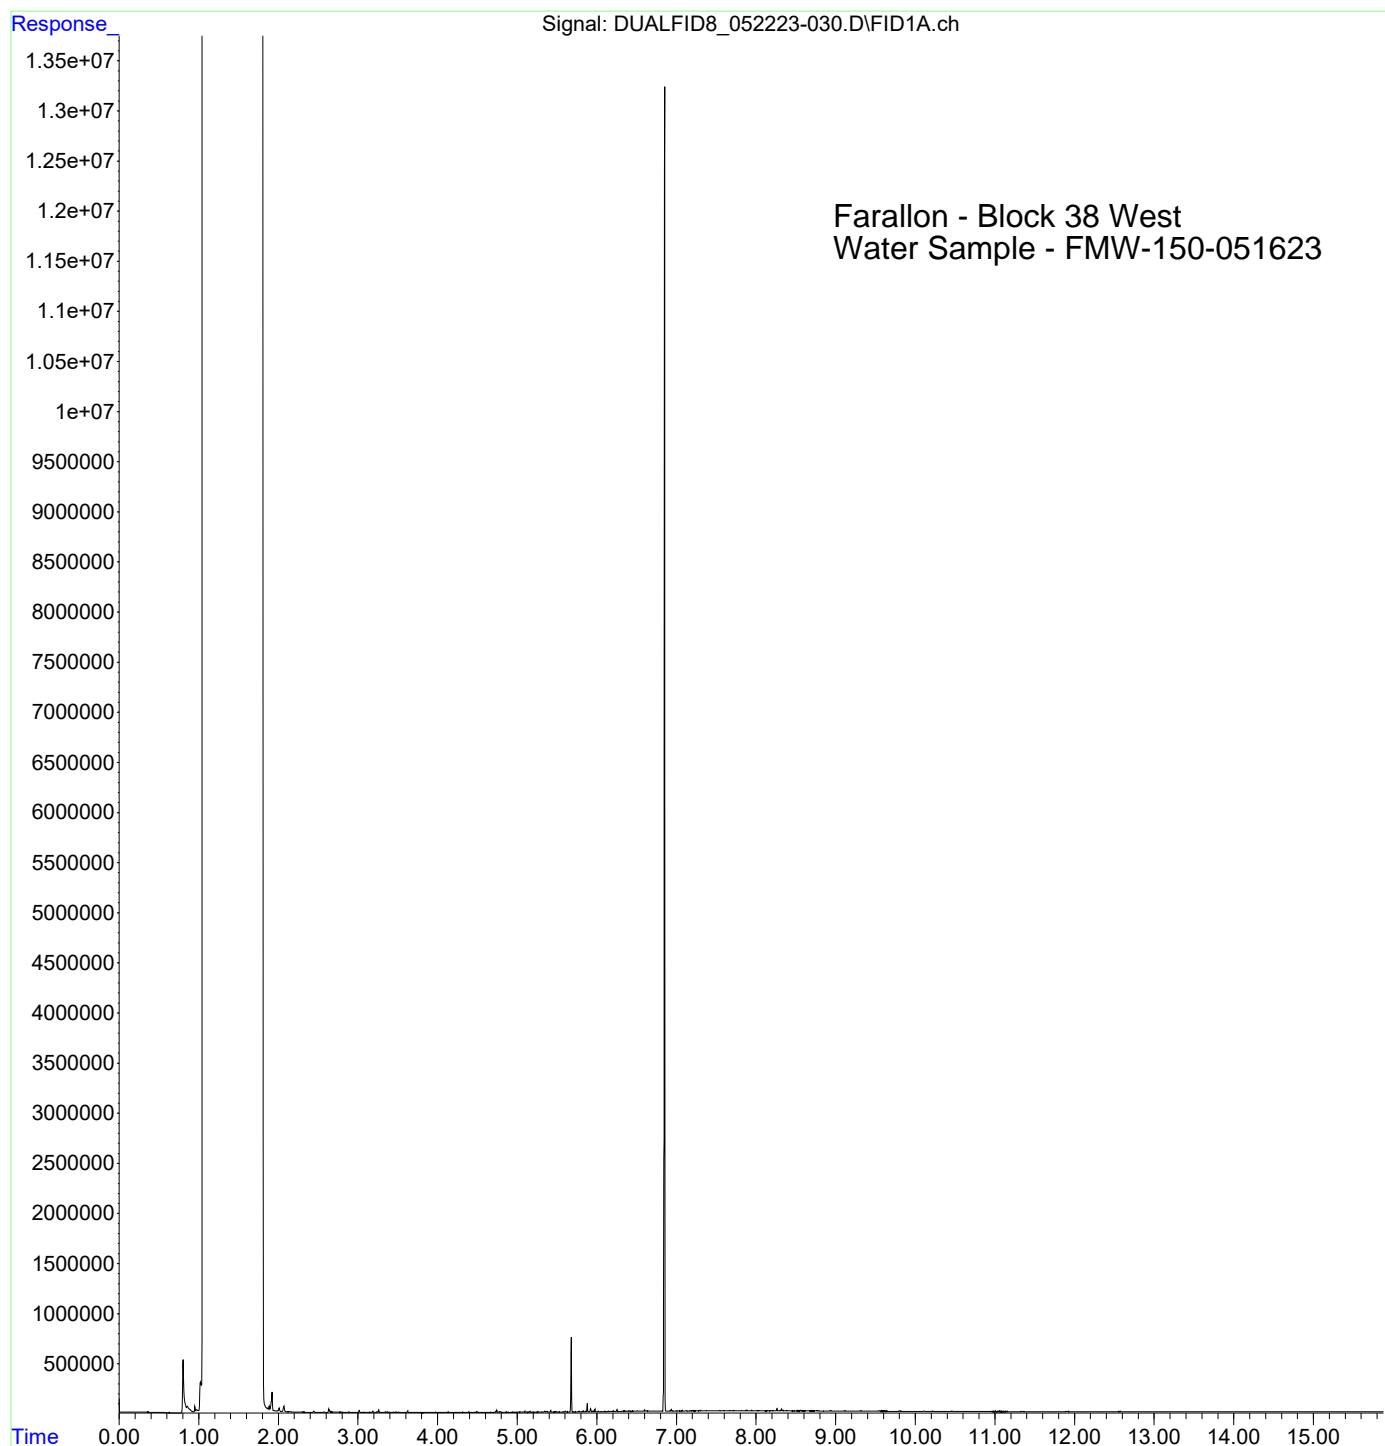 Response_
Signal: DUALFID8_052223-030.D\FID1A.ch
1.35e+07
1.3e+07
1.25e+07
1.2e+07
Farallon - Block 38 West
Water Sample - FMW-150-051623
1.15e+07
1.1e+07
1.05e+07
1e+07
9500000
9000000
8500000
8000000
7500000
7000000
6500000
6000000
5500000
5000000
4500000
4000000
3500000
3000000
2500000
2000000
1500000
1000000
500000
Time 0.00 1.00 2.00 3.00 4.00 5.00 6.00 7.00 8.00 9.00 10.00 11.00 12.00 13.00 14.00 15.00